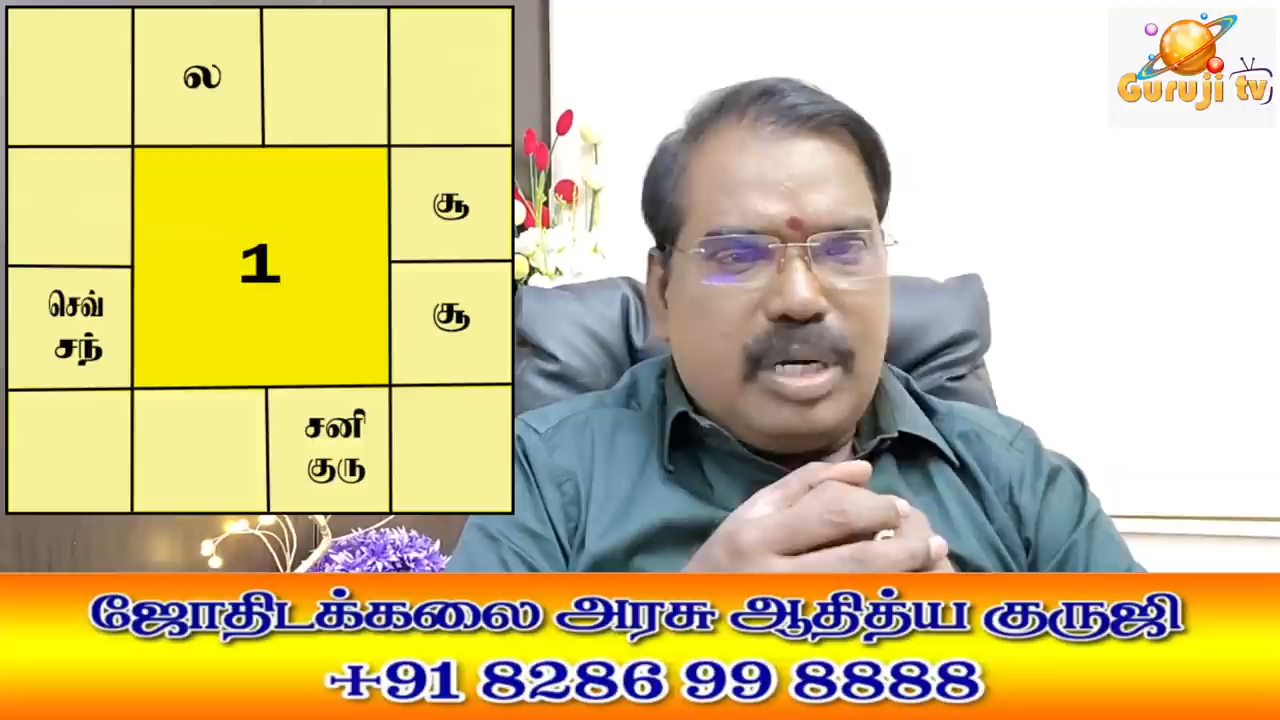 ல
Guruji tv
சூ
1
செவ்
சந்
சூ
சனி
குரு
ஜோதிடக்கலை அரசு ஆதித்ய குருஜி
+91 8286 99 8888